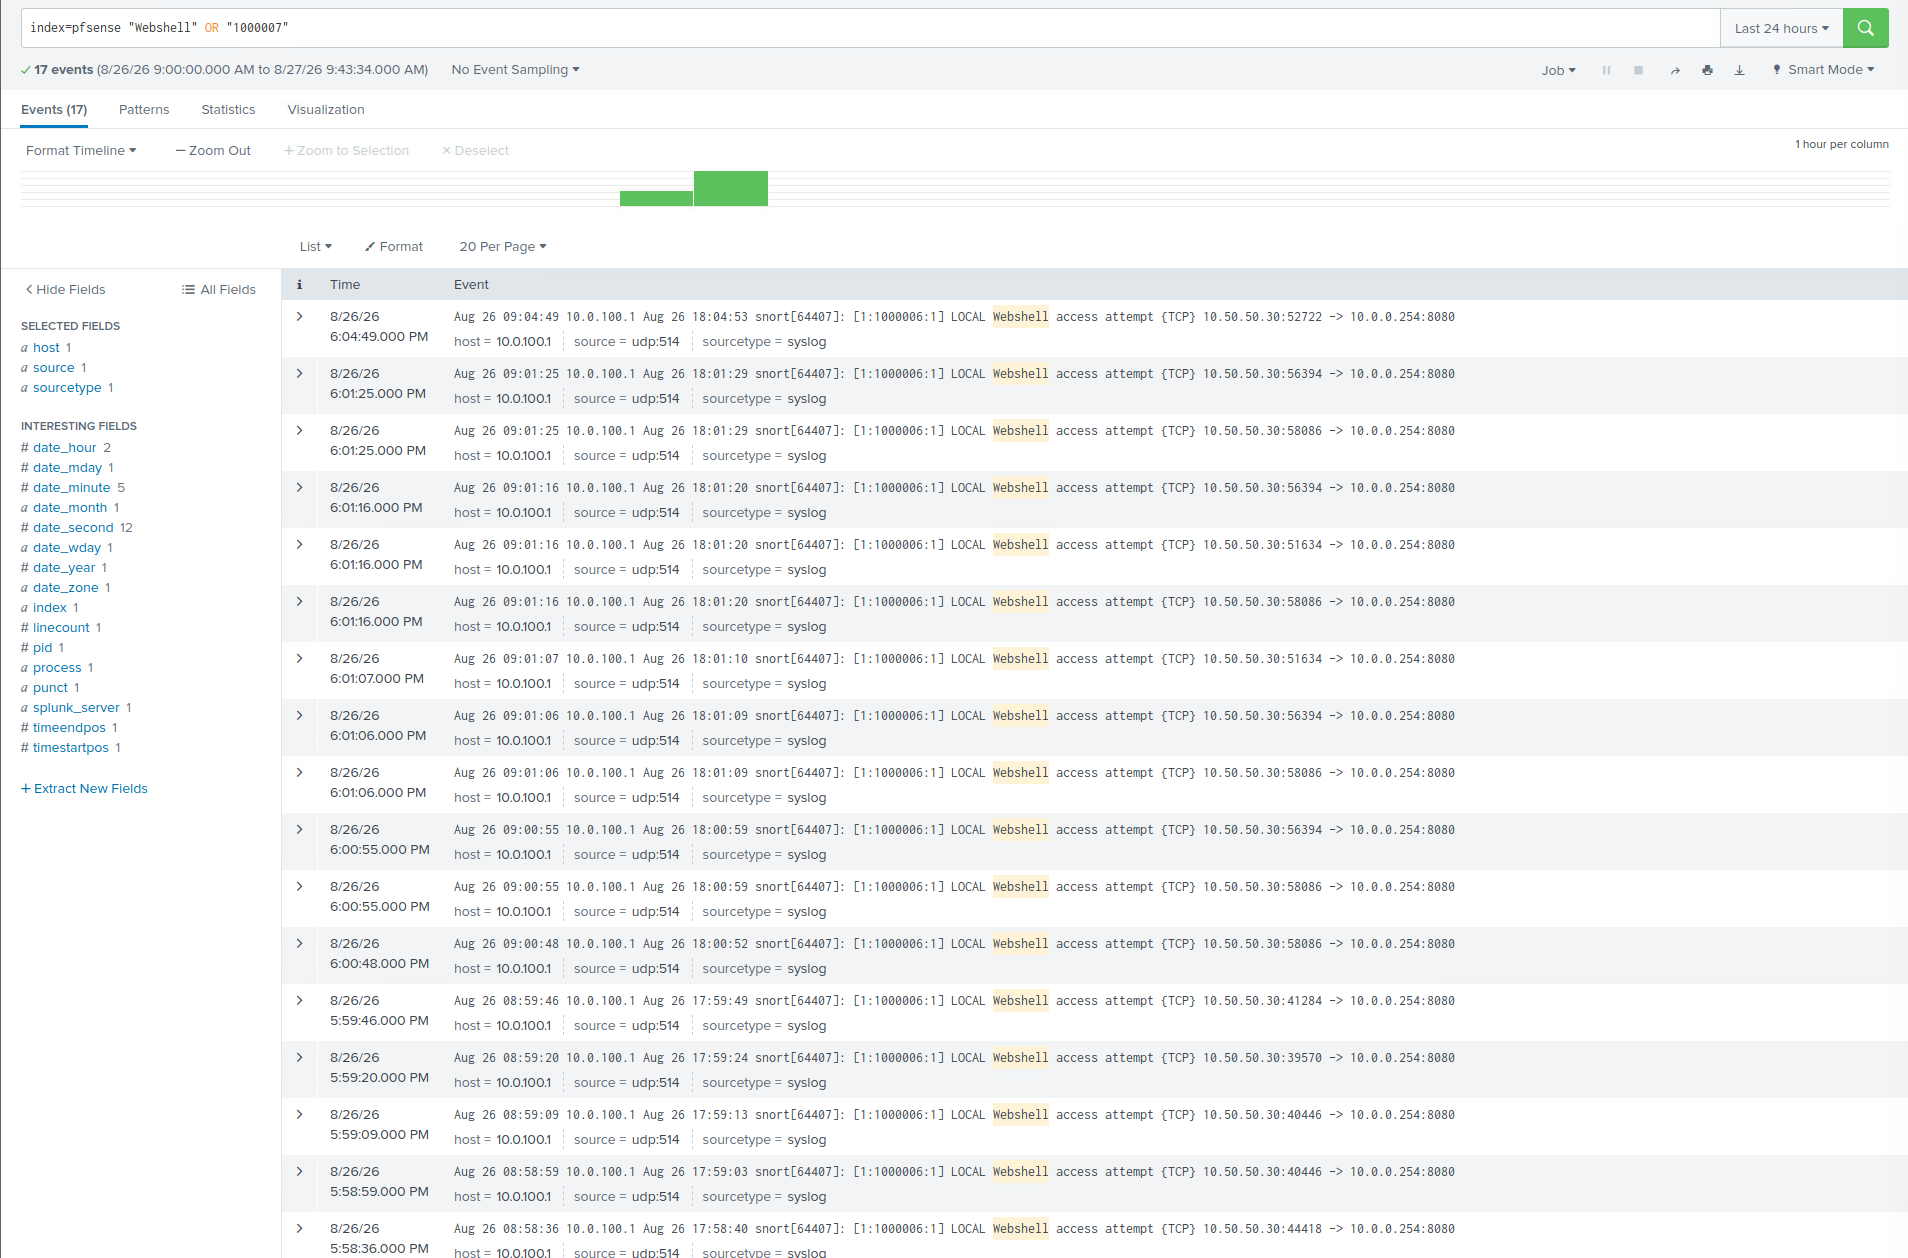 index=pfsense "Webshell" OR "1000007"
Last 24 hours
17 events (8/26/26 9:00:00.000 AM to 8/27/26 9:43:34.000 AM)
No Event Sampling
Job
Smart Mode
Events (17)
Patterns
Statistics
Visualization
Format Timeline
— Zoom Out
+ Zoom to Selection
× Deselect
1 hour per column
List
Format
20 Per Page
< Hide Fields
All Fields
i
Time
Event
SELECTED FIELDS
a host 1
a source 1
a sourcetype 1
INTERESTING FIELDS
# date_hour 2
# date_mday 1
# date_minute 5
a date_month 1
# date_second 12
a date_wday 1
# date_year 1
a date_zone 1
a index 1
# linecount 1
# pid 1
a process 1
a punct 1
a splunk_server 1
# timeendpos 1
# timestartpos 1
+ Extract New Fields
8/26/26
6:04:49.000 PM
Aug 26 09:04:49 10.0.100.1 Aug 26 18:04:53 snort[64407]: [1:1000006:1] LOCAL Webshell access attempt {TCP} 10.50.50.30:52722 -> 10.0.0.254:8080
host = 10.0.100.1 source = udp:514 sourcetype = syslog
8/26/26
6:01:25.000 PM
Aug 26 09:01:25 10.0.100.1 Aug 26 18:01:29 snort[64407]: [1:1000006:1] LOCAL Webshell access attempt {TCP} 10.50.50.30:56394 -> 10.0.0.254:8080
host = 10.0.100.1 source = udp:514 sourcetype = syslog
8/26/26
6:01:25.000 PM
Aug 26 09:01:25 10.0.100.1 Aug 26 18:01:29 snort[64407]: [1:1000006:1] LOCAL Webshell access attempt {TCP} 10.50.50.30:58086 -> 10.0.0.254:8080
host = 10.0.100.1 source = udp:514 sourcetype = syslog
8/26/26
6:01:16.000 PM
Aug 26 09:01:16 10.0.100.1 Aug 26 18:01:20 snort[64407]: [1:1000006:1] LOCAL Webshell access attempt {TCP} 10.50.50.30:56394 -> 10.0.0.254:8080
host = 10.0.100.1 source = udp:514 sourcetype = syslog
8/26/26
6:01:16.000 PM
Aug 26 09:01:16 10.0.100.1 Aug 26 18:01:20 snort[64407]: [1:1000006:1] LOCAL Webshell access attempt {TCP} 10.50.50.30:51634 -> 10.0.0.254:8080
host = 10.0.100.1 source = udp:514 sourcetype = syslog
8/26/26
6:01:16.000 PM
Aug 26 09:01:16 10.0.100.1 Aug 26 18:01:20 snort[64407]: [1:1000006:1] LOCAL Webshell access attempt {TCP} 10.50.50.30:58086 -> 10.0.0.254:8080
host = 10.0.100.1 source = udp:514 sourcetype = syslog
8/26/26
6:01:07.000 PM
Aug 26 09:01:07 10.0.100.1 Aug 26 18:01:10 snort[64407]: [1:1000006:1] LOCAL Webshell access attempt {TCP} 10.50.50.30:51634 -> 10.0.0.254:8080
host = 10.0.100.1 source = udp:514 sourcetype = syslog
8/26/26
6:01:06.000 PM
Aug 26 09:01:06 10.0.100.1 Aug 26 18:01:09 snort[64407]: [1:1000006:1] LOCAL Webshell access attempt {TCP} 10.50.50.30:56394 -> 10.0.0.254:8080
host = 10.0.100.1 source = udp:514 sourcetype = syslog
8/26/26
6:01:06.000 PM
Aug 26 09:01:06 10.0.100.1 Aug 26 18:01:09 snort[64407]: [1:1000006:1] LOCAL Webshell access attempt {TCP} 10.50.50.30:58086 -> 10.0.0.254:8080
host = 10.0.100.1 source = udp:514 sourcetype = syslog
8/26/26
6:00:55.000 PM
Aug 26 09:00:55 10.0.100.1 Aug 26 18:00:59 snort[64407]: [1:1000006:1] LOCAL Webshell access attempt {TCP} 10.50.50.30:56394 -> 10.0.0.254:8080
host = 10.0.100.1 source = udp:514 sourcetype = syslog
8/26/26
6:00:55.000 PM
Aug 26 09:00:55 10.0.100.1 Aug 26 18:00:59 snort[64407]: [1:1000006:1] LOCAL Webshell access attempt {TCP} 10.50.50.30:58086 -> 10.0.0.254:8080
host = 10.0.100.1 source = udp:514 sourcetype = syslog
8/26/26
6:00:48.000 PM
Aug 26 09:00:48 10.0.100.1 Aug 26 18:00:52 snort[64407]: [1:1000006:1] LOCAL Webshell access attempt {TCP} 10.50.50.30:58086 -> 10.0.0.254:8080
host = 10.0.100.1 source = udp:514 sourcetype = syslog
8/26/26
5:59:46.000 PM
Aug 26 08:59:46 10.0.100.1 Aug 26 17:59:49 snort[64407]: [1:1000006:1] LOCAL Webshell access attempt {TCP} 10.50.50.30:41284 -> 10.0.0.254:8080
host = 10.0.100.1 source = udp:514 sourcetype = syslog
8/26/26
5:59:20.000 PM
Aug 26 08:59:20 10.0.100.1 Aug 26 17:59:24 snort[64407]: [1:1000006:1] LOCAL Webshell access attempt {TCP} 10.50.50.30:39570 -> 10.0.0.254:8080
host = 10.0.100.1 source = udp:514 sourcetype = syslog
8/26/26
5:59:09.000 PM
Aug 26 08:59:09 10.0.100.1 Aug 26 17:59:13 snort[64407]: [1:1000006:1] LOCAL Webshell access attempt {TCP} 10.50.50.30:40446 -> 10.0.0.254:8080
host = 10.0.100.1 source = udp:514 sourcetype = syslog
8/26/26
5:58:59.000 PM
Aug 26 08:58:59 10.0.100.1 Aug 26 17:59:03 snort[64407]: [1:1000006:1] LOCAL Webshell access attempt {TCP} 10.50.50.30:40446 -> 10.0.0.254:8080
host = 10.0.100.1 source = udp:514 sourcetype = syslog
8/26/26
5:58:36.000 PM
Aug 26 08:58:36 10.0.100.1 Aug 26 17:58:40 snort[64407]: [1:1000006:1] LOCAL Webshell access attempt {TCP} 10.50.50.30:44418 -> 10.0.0.254:8080
host = 10.0.100.1 source = udp:514 sourcetype = syslog